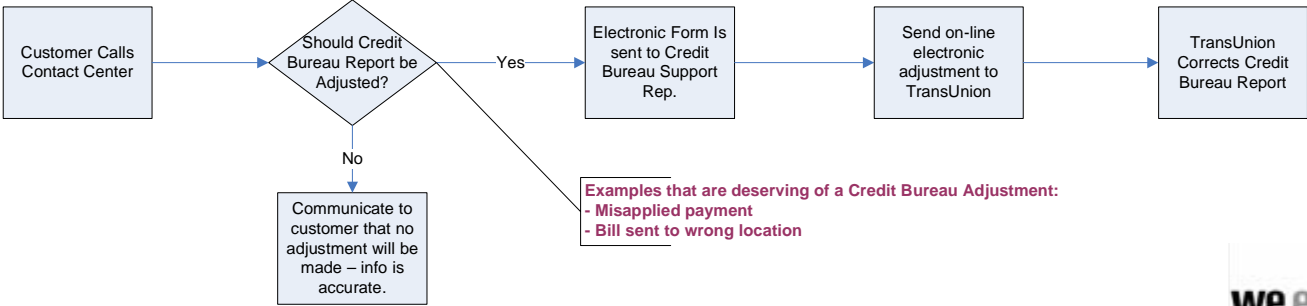 Customer Calls
Contact Center
Should Credit
Bureau Report be
Adjusted?
Yes
Electronic Form Is
sent to Credit
Bureau Support
Rep.
Send on-line
electronic
adjustment to
TransUnion
TransUnion
Corrects Credit
Bureau Report
No
Communicate to
customer that no
adjustment will be
made – info is
accurate.
Examples that are deserving of a Credit Bureau Adjustment:
- Misapplied payment
- Bill sent to wrong location
we